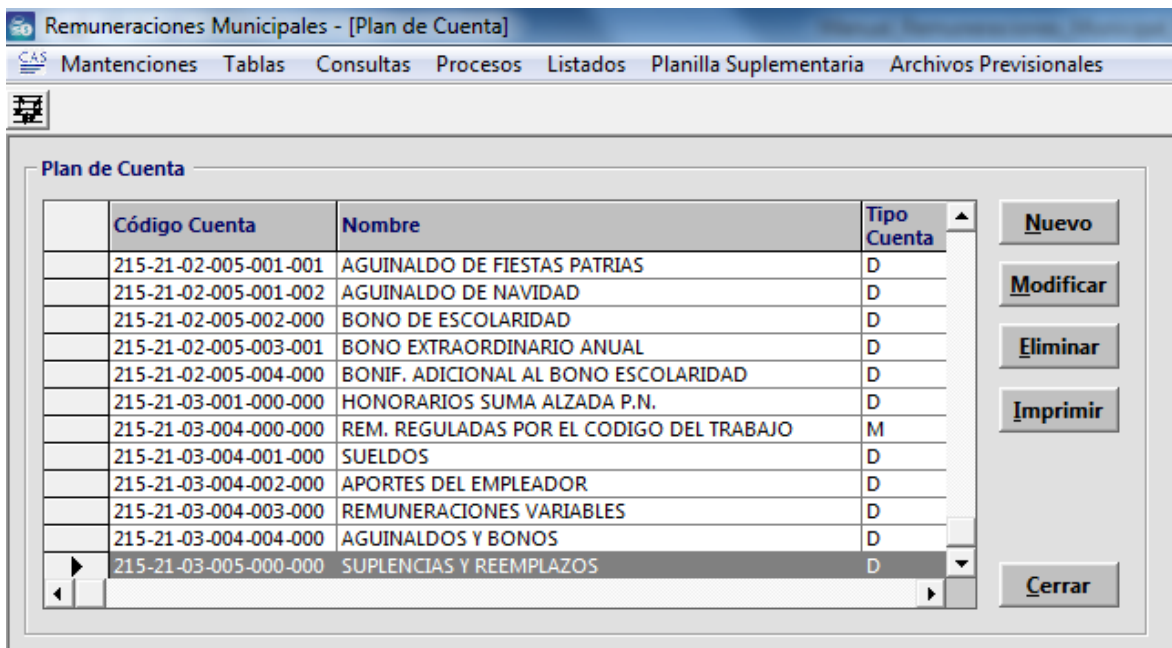 Remuneraciones Municipales - [Plan de Cuenta]
CAS Mantenciones Tablas Consultas Procesos Listados Planilla Suplementaria Archivos Previsionales
Plan de Cuenta
Código Cuenta Nombre Tipo Cuenta
215-21-02-005-001-001 AGUINALDO DE FIESTAS PATRIAS D
215-21-02-005-001-002 AGUINALDO DE NAVIDAD D
215-21-02-005-002-000 BONO DE ESCOLARIDAD D
215-21-02-005-003-001 BONO EXTRAORDINARIO ANUAL D
215-21-02-005-004-000 BONIF. ADICIONAL AL BONO ESCOLARIDAD D
215-21-03-001-000-000 HONORARIOS SUMA ALZADA P.N. D
215-21-03-004-000-000 REM. REGULADAS POR EL CODIGO DEL TRABAJO M
215-21-03-004-001-000 SUELDOS D
215-21-03-004-002-000 APORTES DEL EMPLEADOR D
215-21-03-004-003-000 REMUNERACIONES VARIABLES D
215-21-03-004-004-000 AGUINALDOS Y BONOS D
215-21-03-005-000-000 SUPLENCIAS Y REEMPLAZOS D
Nuevo
Modificar
Eliminar
Imprimir
Cerrar